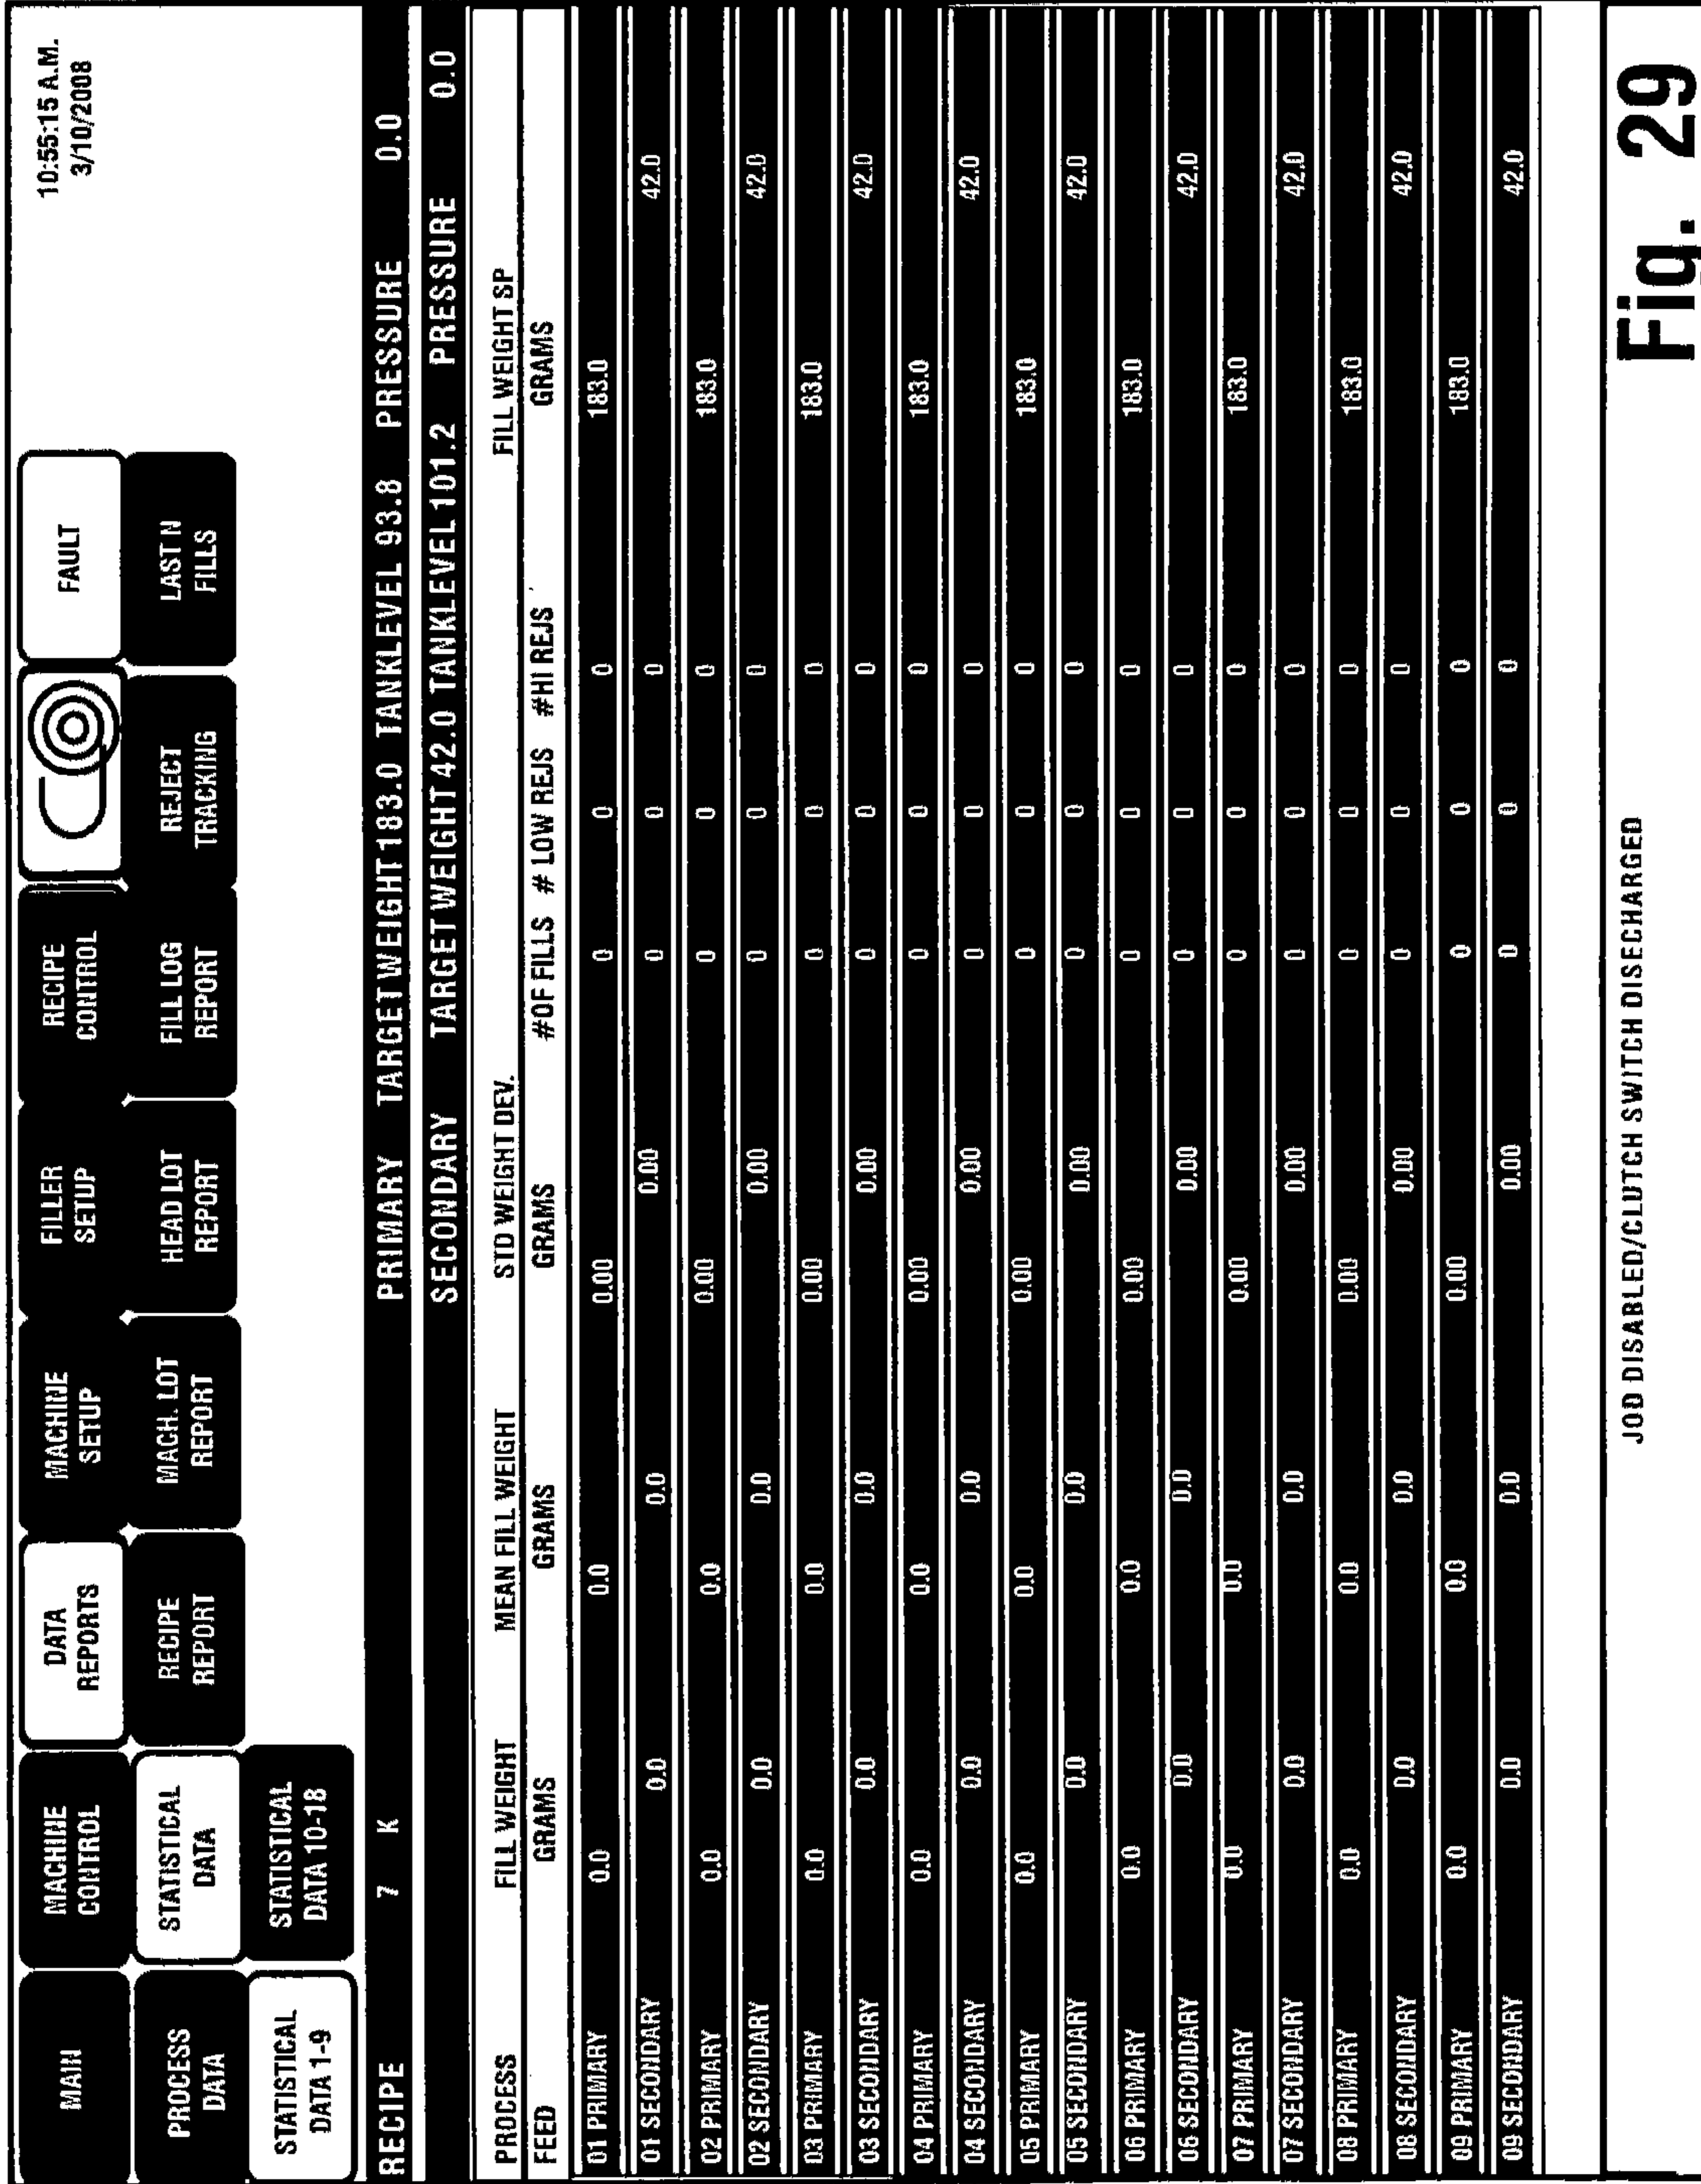 MAIN
MACHINE CONTROL
DATA REPORTS
MACHINE SETUP
FILLER SETUP
RECIPE CONTROL
FAULT
10:55:15 A.M.
3/10/2008
PROCESS DATA
STATISTICAL DATA
RECIPE REPORT
MACH. LOT REPORT
HEAD LOT REPORT
FILL LOG REPORT
REJECT TRACKING
LAST N FILLS
STATISTICAL DATA 1-9
STATISTICAL DATA 10-18
RECIPE 7 K PRIMARY TARGET WEIGHT 183.0 TANKLEVEL 93.8 PRESSURE 0.0
SECONDARY TARGET WEIGHT 42.0 TANKLEVEL 101.2 PRESSURE 0.0
PROCESS FILL WEIGHT MEAN FILL WEIGHT STD WEIGHT DEV. FILL WEIGHT SP
FEED GRAMS GRAMS GRAMS #OF FILLS # LOW REJS #HI REJS GRAMS
01 PRIMARY 0.0 0.0 0.00 0 0 0 183.0
01 SECONDARY 0.0 0.0 0.00 0 0 0 42.0
02 PRIMARY 0.0 0.0 0.00 0 0 0 183.0
02 SECONDARY 0.0 0.0 0.00 0 0 0 42.0
03 PRIMARY 0.0 0.0 0.00 0 0 0 183.0
03 SECONDARY 0.0 0.0 0.00 0 0 0 42.0
04 PRIMARY 0.0 0.0 0.00 0 0 0 183.0
04 SECONDARY 0.0 0.0 0.00 0 0 0 42.0
05 PRIMARY 0.0 0.0 0.00 0 0 0 183.0
05 SECONDARY 0.0 0.0 0.00 0 0 0 42.0
06 PRIMARY 0.0 0.0 0.00 0 0 0 183.0
06 SECONDARY 0.0 0.0 0.00 0 0 0 42.0
07 PRIMARY 0.0 0.0 0.00 0 0 0 183.0
07 SECONDARY 0.0 0.0 0.00 0 0 0 42.0
08 PRIMARY 0.0 0.0 0.00 0 0 0 183.0
08 SECONDARY 0.0 0.0 0.00 0 0 0 42.0
09 PRIMARY 0.0 0.0 0.00 0 0 0 183.0
09 SECONDARY 0.0 0.0 0.00 0 0 0 42.0
JOD DISABLED/CLUTCH SWITCH DISECHARGED
Fig. 29